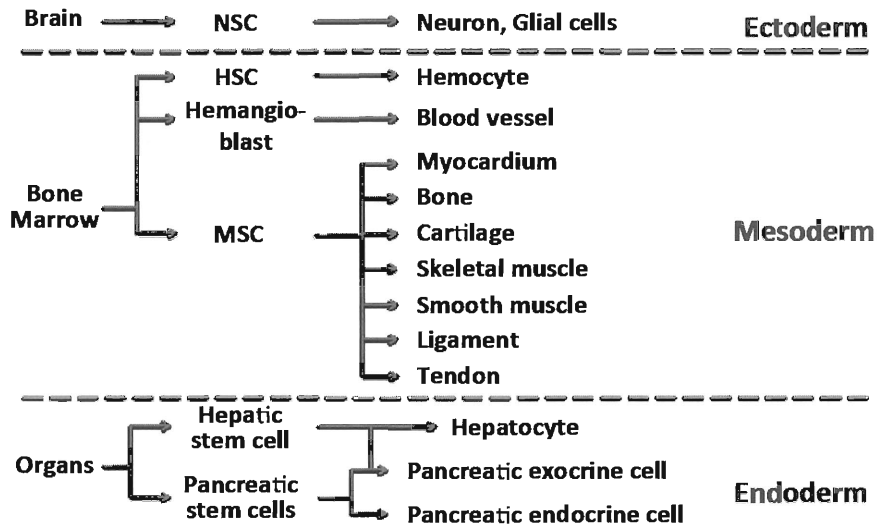 Brain NSC Neuron, Glial cells Ectoderm
HSC Hemocyte
Hemangio-
blast
Blood vessel
Bone
Marrow
MSC
Myocardium
Bone
Cartilage
Skeletal muscle
Smooth muscle
Ligament
Tendon
Mesoderm
Organs
Hepatic
stem cell
Hepatocyte
Pancreatic
stem cells
Pancreatic exocrine cell
Pancreatic endocrine cell
Endoderm